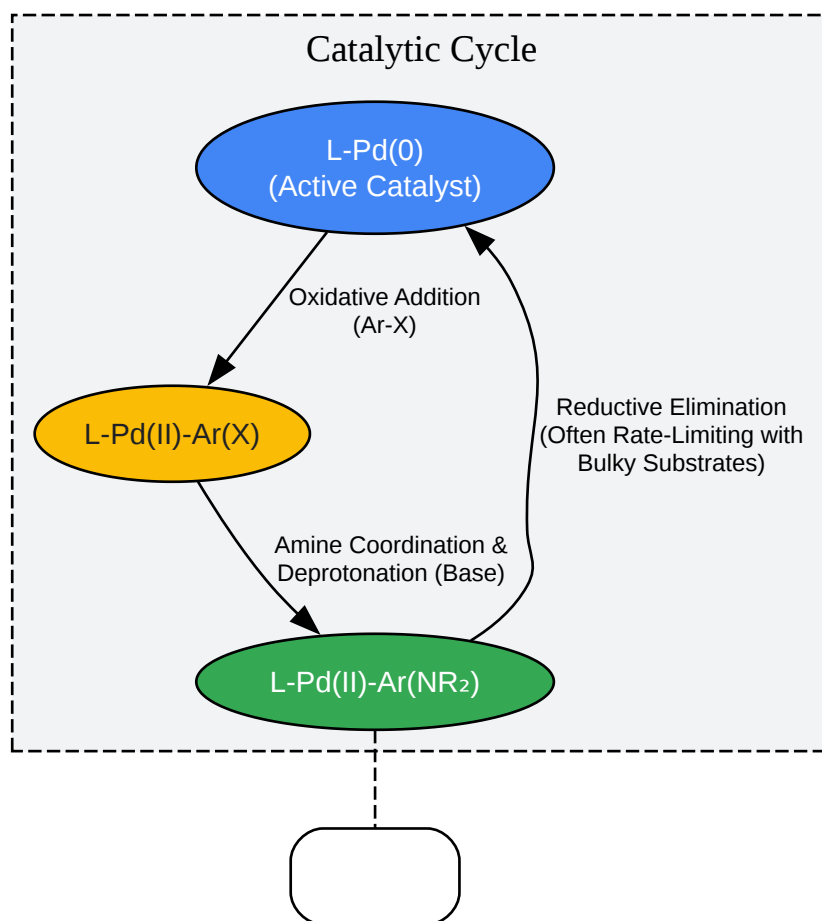 Catalytic Cycle
L-Pd(0)
(Active Catalyst)
Oxidative Addition
(Ar-X)
L-Pd(II)-Ar(X)
Reductive Elimination
(Often Rate-Limiting with
Bulky Substrates)
Amine Coordination &
Deprotonation (Base)
L-Pd(II)-Ar(NR₂)